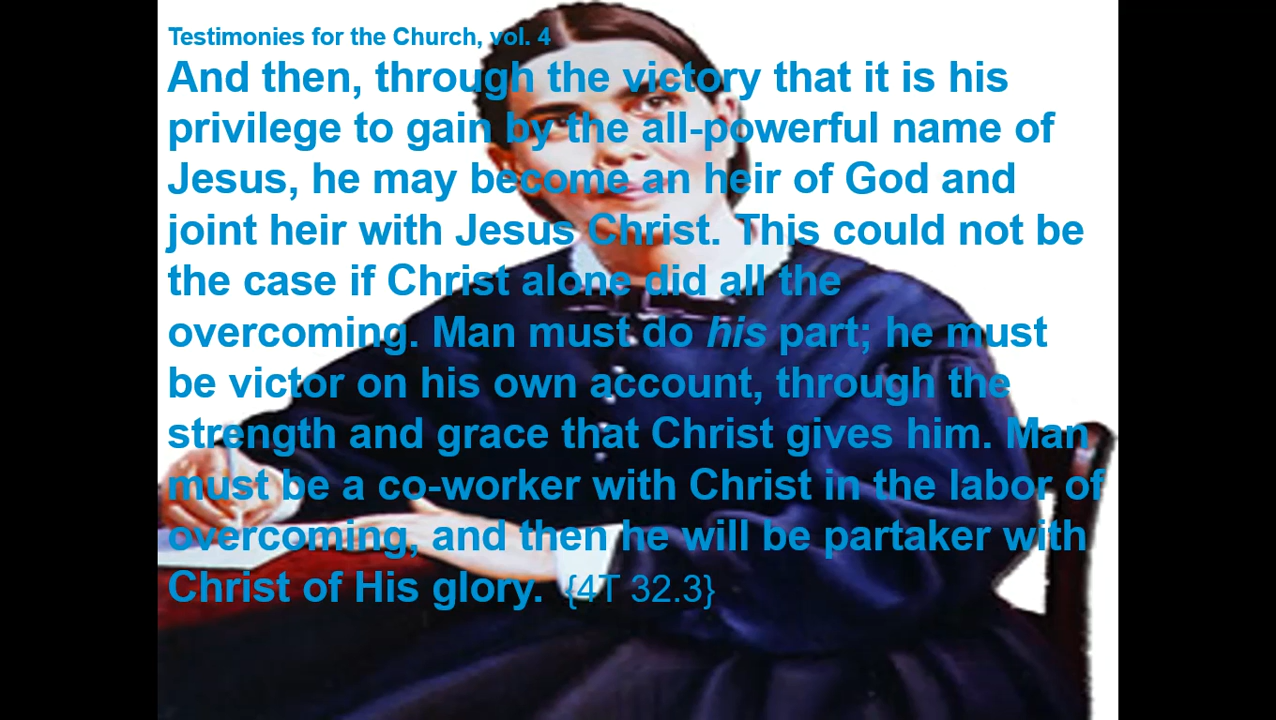 Testimonies for the Church, vol. 4
And then, through the victory that it is his
privilege to gain by the all-powerful name of
Jesus, he may become an heir of God and
joint heir with Jesus Christ. This could not be
the case if Christ alone did all the
overcoming. Man must do his part; he must
be victor on his own account, through the
strength and grace that Christ gives him. Man
must be a co-worker with Christ in the labor of
overcoming, and then he will be partaker with
Christ of His glory. {4T 32.3}